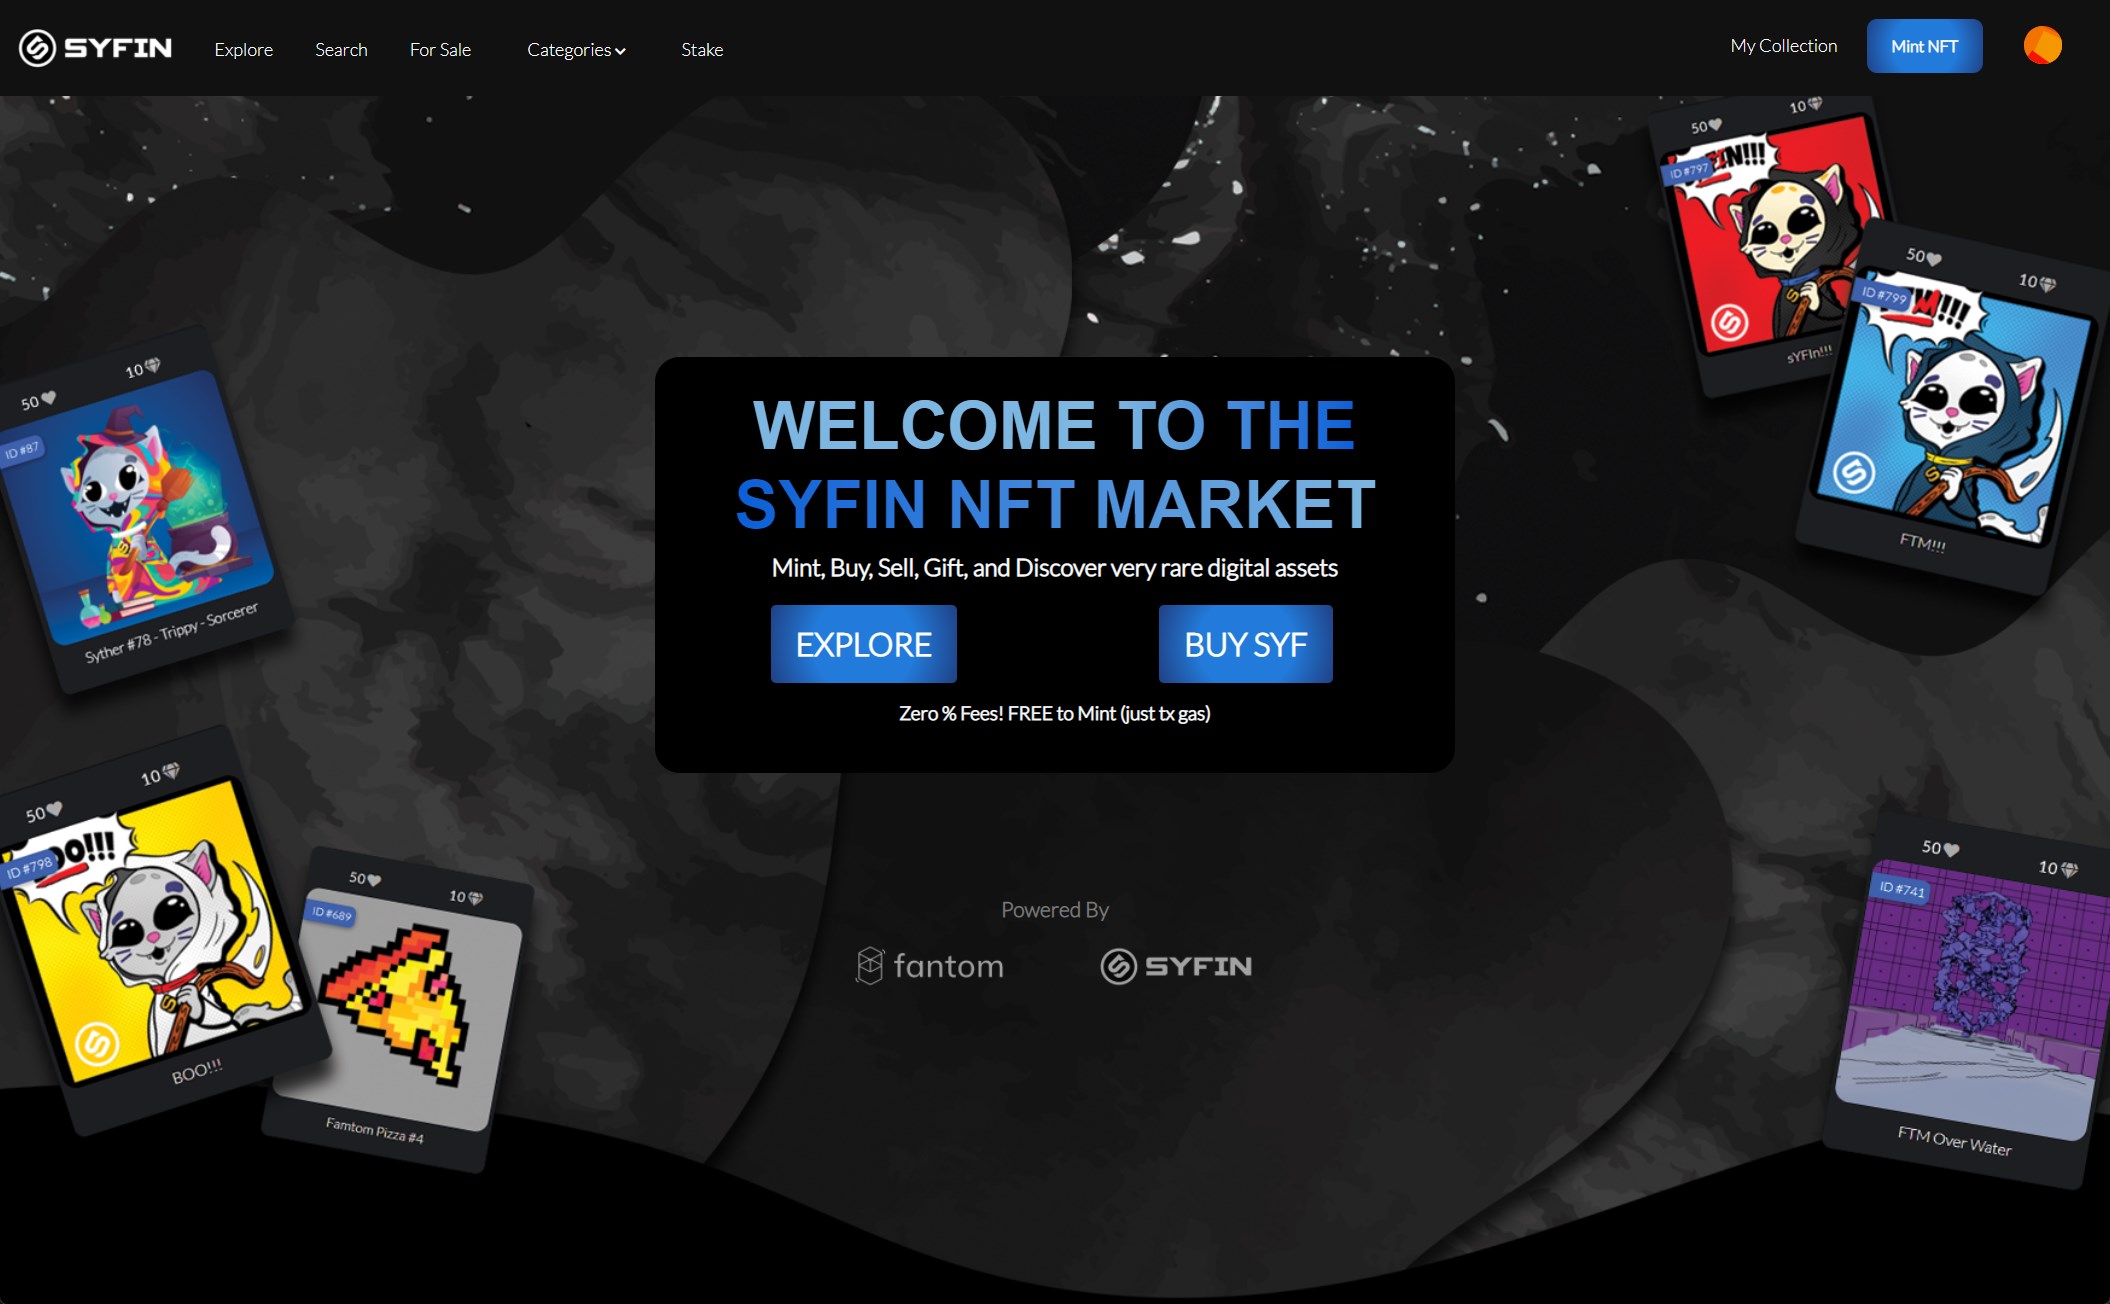 SYFIN
Explore
Search
For Sale
Categories
Stake
My Collection
Mint NFT
50
10
ID #797
sYFIn!!!
50
10
ID #799
FTM!!!
50
10
ID #87
Syther #78 - Trippy - Sorcerer
WELCOME TO THE
SYFIN NFT MARKET
Mint, Buy, Sell, Gift, and Discover very rare digital assets
EXPLORE
BUY SYF
Zero % Fees! FREE to Mint (just tx gas)
50
10
ID #798
BOO!!!
50
10
ID #689
Famtom Pizza #4
Powered By
fantom
SYFIN
50
10
ID #741
FTM Over Water